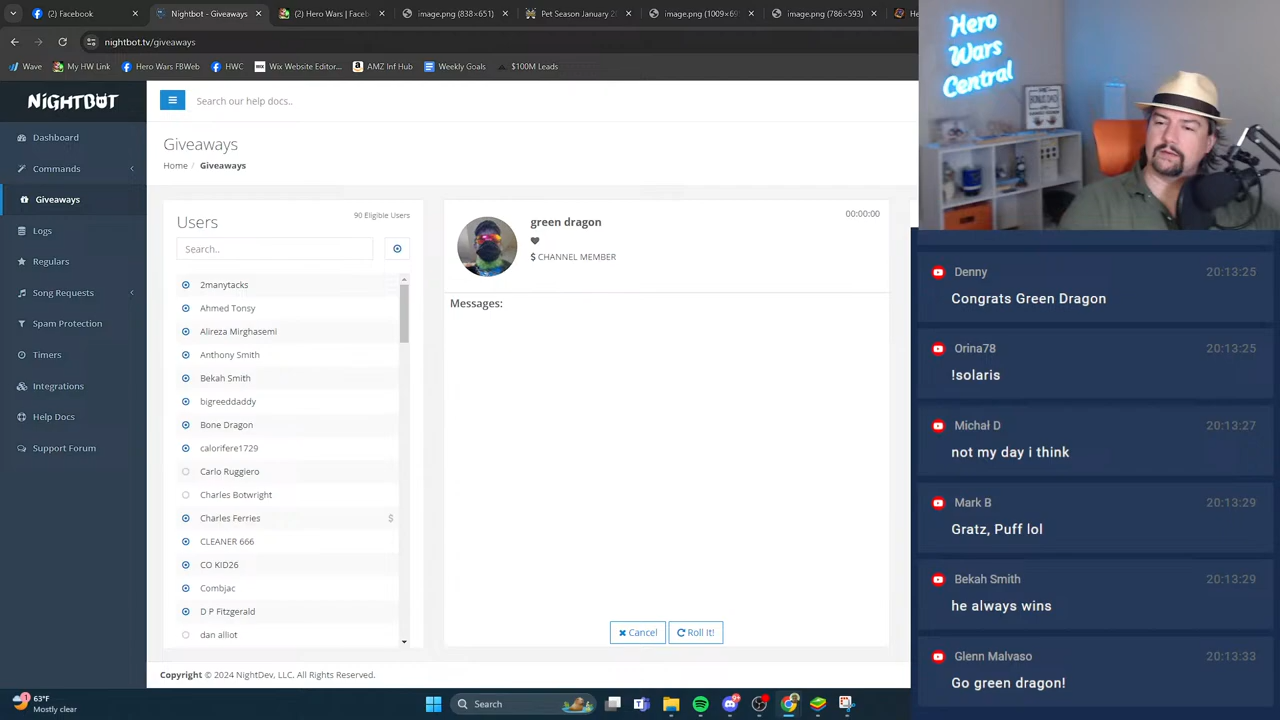 (2) Hero Wars | Facebook
Nightbot - Giveaways
(2) Hero Wars | Faceb
image.png (838×651)
Pet Season January 2
image.png (1009×69
image.png (786×593)
nightbot.tv/giveaways
Wave
My HW Link
Hero Wars FBWeb
HWC
Wix Website Editor...
AMZ Inf Hub
Weekly Goals
$100M Leads
NIGHTBOT
Search our help docs..
Dashboard
Commands
Giveaways
Logs
Regulars
Song Requests
Spam Protection
Timers
Integrations
Help Docs
Support Forum
Giveaways
Home / Giveaways
Users
90 Eligible Users
Search..
2manytacks
Ahmed Tonsy
Alireza Mirghasemi
Anthony Smith
Bekah Smith
bigreeddaddy
Bone Dragon
calorifere1729
Carlo Ruggiero
Charles Botwright
Charles Ferries $
CLEANER 666
CO KID26
Combjac
D P Fitzgerald
dan alliot
green dragon
00:00:00
$ CHANNEL MEMBER
Messages:
Cancel
Roll It!
Copyright © 2024 NightDev, LLC. All Rights Reserved.
Hero
Wars
Central
Denny 20:13:25
Congrats Green Dragon
Orina78 20:13:25
!solaris
Michał D 20:13:27
not my day i think
Mark B 20:13:29
Gratz, Puff lol
Bekah Smith 20:13:29
he always wins
Glenn Malvaso 20:13:33
Go green dragon!
63°F
Mostly clear
Search